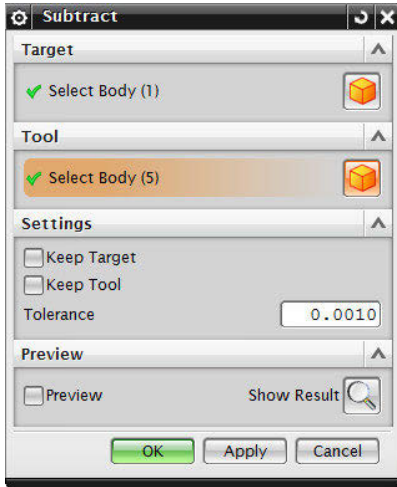 Subtract
Target
Select Body (1)
Tool
Select Body (5)
Settings
Keep Target
Keep Tool
Tolerance 0.0010
Preview
Preview Show Result
OK Apply Cancel